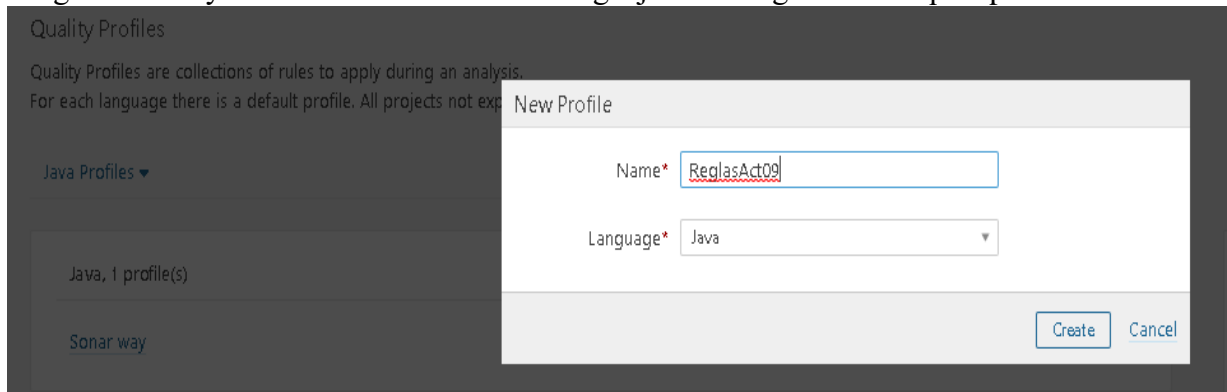 Quality Profiles
Quality Profiles are collections of rules to apply during an analysis.
For each language there is a default profile. All projects not exp
New Profile
Name*
ReglasAct09
Java Profiles ▾
Language*
Java
Java, 1 profile(s)
Sonar way
Create
Cancel